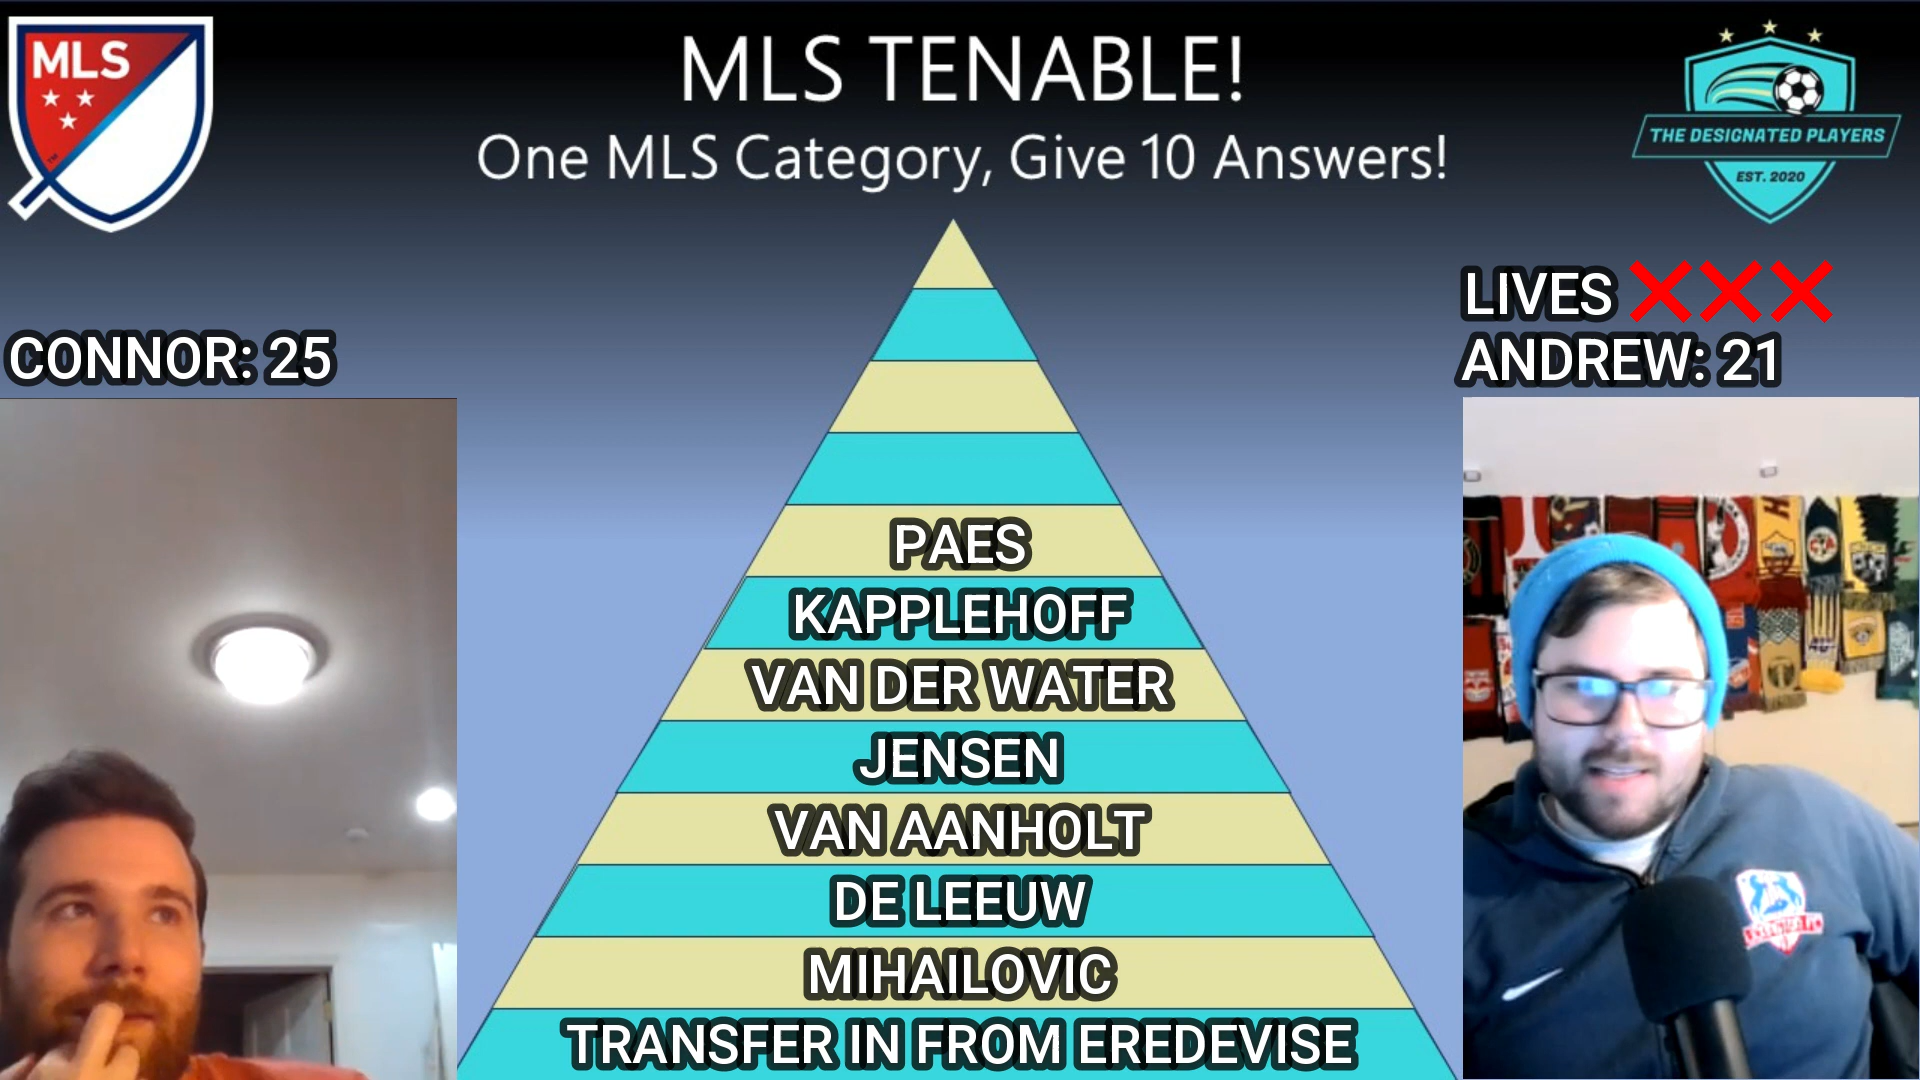 MLS
MLS TENABLE!
One MLS Category, Give 10 Answers!
THE DESIGNATED PLAYERS
EST. 2020
LIVES ❌❌❌
CONNOR: 25
ANDREW: 21
PAES
KAPPLEHOFF
VAN DER WATER
JENSEN
VAN AANHOLT
DE LEEUW
MIHAILOVIC
TRANSFER IN FROM EREDEVISE